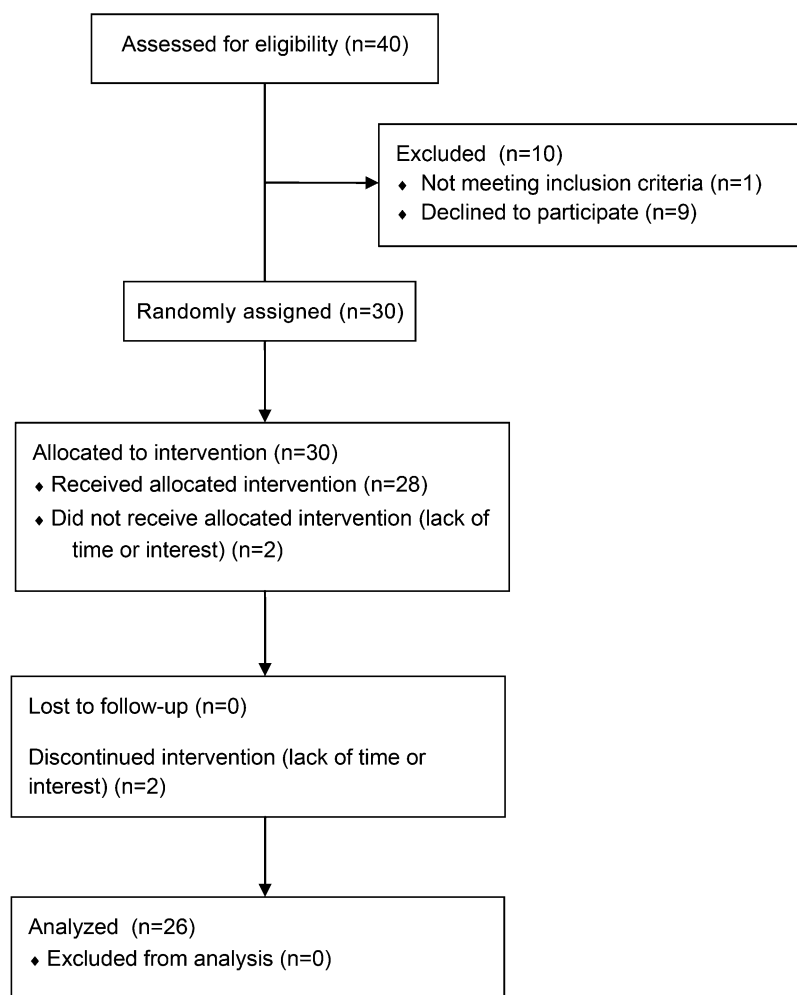 Assessed for eligibility (n=40)
Excluded (n=10)
♦ Not meeting inclusion criteria (n=1)
♦ Declined to participate (n=9)
Randomly assigned (n=30)
Allocated to intervention (n=30)
♦ Received allocated intervention (n=28)
♦ Did not receive allocated intervention (lack of
time or interest) (n=2)
Lost to follow-up (n=0)
Discontinued intervention (lack of time or
interest) (n=2)
Analyzed (n=26)
♦ Excluded from analysis (n=0)